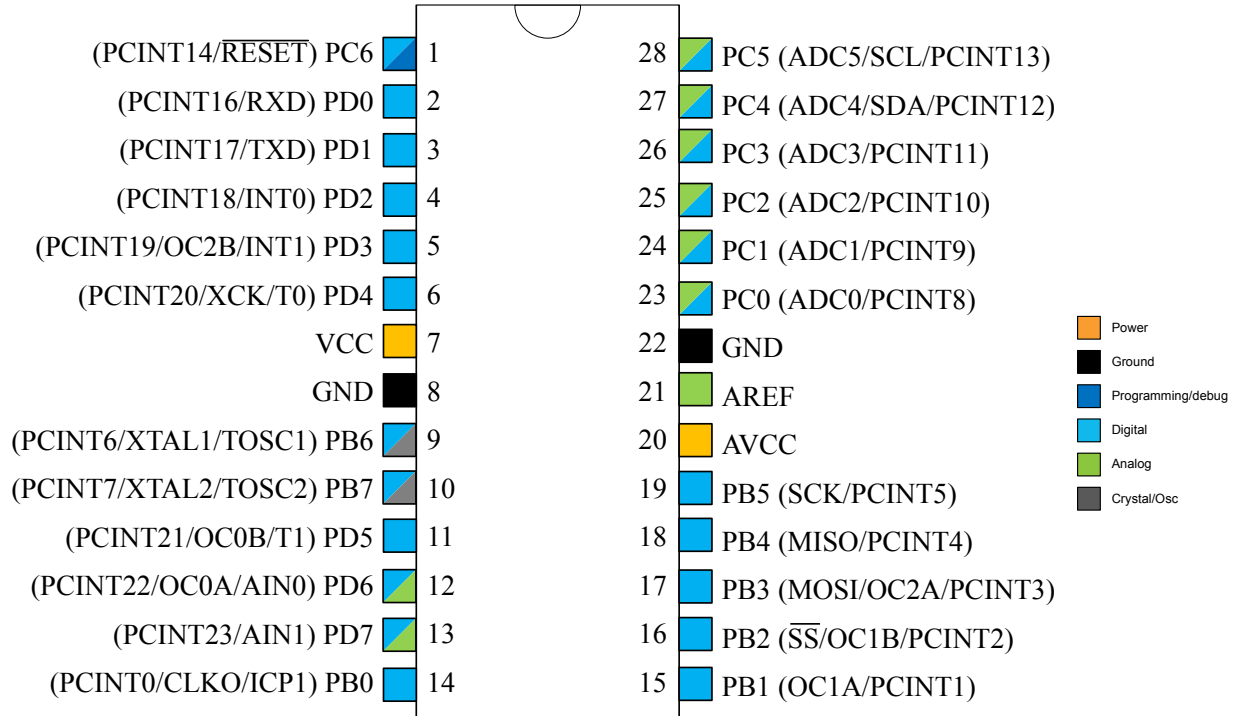 (PCINT14/RESET) PC6 1
(PCINT16/RXD) PD0 2
(PCINT17/TXD) PD1 3
(PCINT18/INT0) PD2 4
(PCINT19/OC2B/INT1) PD3 5
(PCINT20/XCK/T0) PD4 6
VCC 7
GND 8
(PCINT6/XTAL1/TOSC1) PB6 9
(PCINT7/XTAL2/TOSC2) PB7 10
(PCINT21/OC0B/T1) PD5 11
(PCINT22/OC0A/AIN0) PD6 12
(PCINT23/AIN1) PD7 13
(PCINT0/CLKO/ICP1) PB0 14
28 PC5 (ADC5/SCL/PCINT13)
27 PC4 (ADC4/SDA/PCINT12)
26 PC3 (ADC3/PCINT11)
25 PC2 (ADC2/PCINT10)
24 PC1 (ADC1/PCINT9)
23 PC0 (ADC0/PCINT8)
22 GND
21 AREF
20 AVCC
19 PB5 (SCK/PCINT5)
18 PB4 (MISO/PCINT4)
17 PB3 (MOSI/OC2A/PCINT3)
16 PB2 (SS/OC1B/PCINT2)
15 PB1 (OC1A/PCINT1)
Power
Ground
Programming/debug
Digital
Analog
Crystal/Osc